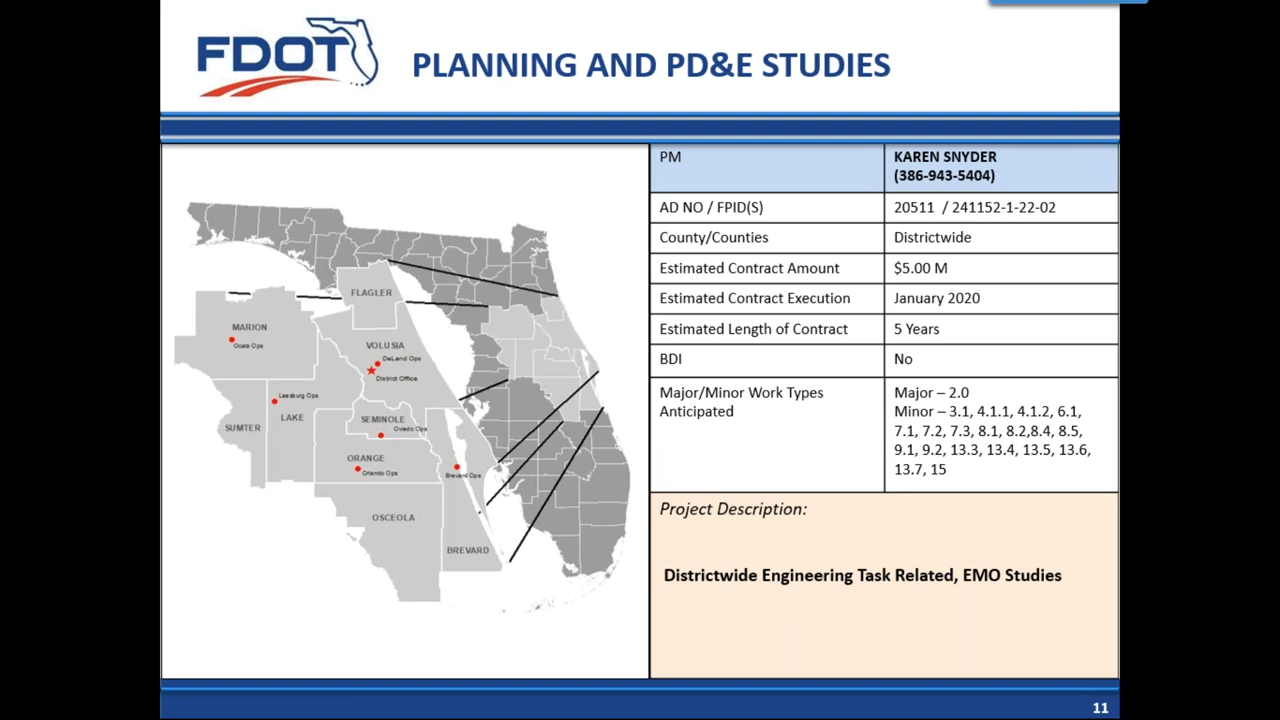 FDOT
PLANNING AND PD&E STUDIES
FLAGLER
MARION
Ocala Ops
VOLUSIA
DeLand Ops
District Office
Leesburg Ops
LAKE
SUMTER
SEMINOLE
Oviedo Ops
ORANGE
Orlando Ops
Brevard Ops
OSCEOLA
BREVARD
PM
KAREN SNYDER
(386-943-5404)
AD NO / FPID(S)
20511 / 241152-1-22-02
County/Counties
Districtwide
Estimated Contract Amount
$5.00 M
Estimated Contract Execution
January 2020
Estimated Length of Contract
5 Years
BDI
No
Major/Minor Work Types
Anticipated
Major – 2.0
Minor – 3.1, 4.1.1, 4.1.2, 6.1,
7.1, 7.2, 7.3, 8.1, 8.2,8.4, 8.5,
9.1, 9.2, 13.3, 13.4, 13.5, 13.6,
13.7, 15
Project Description:
Districtwide Engineering Task Related, EMO Studies
11